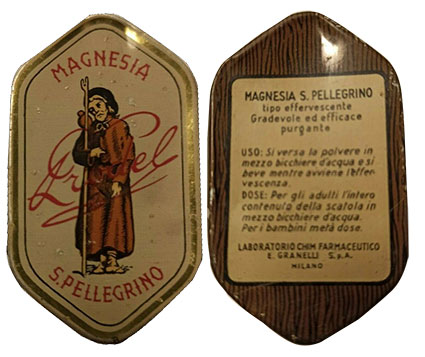 MAGNESIA
S.PELLEGRINO
MAGNESIA S. PELLEGRINO
tipo effervescente
Gradevole ed efficace
purgante
USO: Si versa la polvere in
mezzo bicchiere d'acqua e si
beve mentre avviene l'effer-
vescenza.
DOSE: Per gli adulti l'intero
contenuto della scatola in
mezzo bicchiere d'acqua.
Per i bambini metà dose.
LABORATORIO CHIM. FARMACEUTICO
E. GRANELLI S.p.A.
MILANO